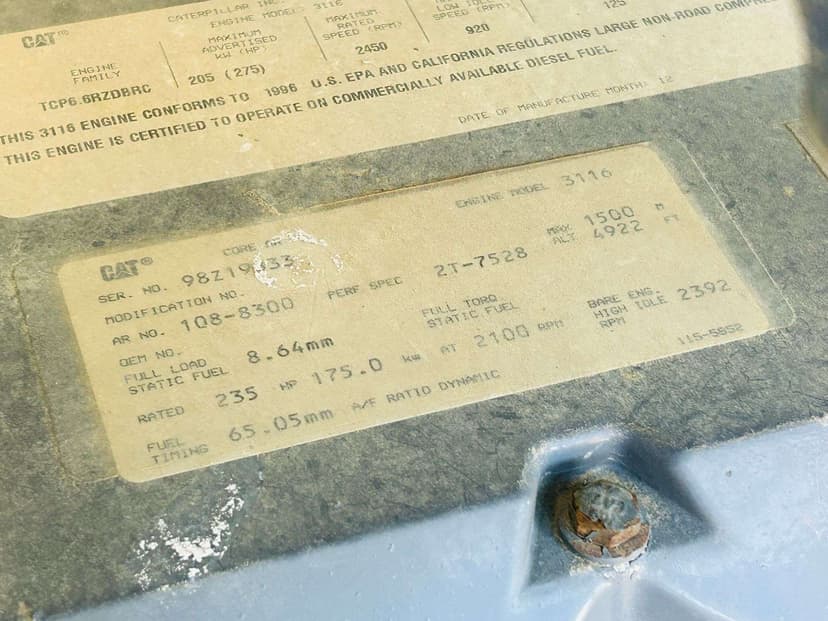 CAT®
CATERPILLAR INC.
ENGINE MODEL 3116
ENGINE FAMILY
MAXIMUM ADVERTISED KW (HP)
MAXIMUM RATED SPEED (RPM)
LOW IDLE SPEED (RPM)
TCP6.6RZDBRC
205 (275)
2450
920
125
THIS 3116 ENGINE CONFORMS TO 1996 U.S. EPA AND CALIFORNIA REGULATIONS LARGE NON-ROAD
THIS ENGINE IS CERTIFIED TO OPERATE ON COMMERCIALLY AVAILABLE DIESEL FUEL.
DATE OF MANUFACTURE MONTH/ 12
CAT®
CORE
ENGINE MODEL 3116
SER. NO.
MODIFICATION NO.
PERF SPEC 2T-7528
MAX ALT 1500 M 4922 FT
AR NO. 108-8300
OEM NO.
FULL LOAD STATIC FUEL 8.64mm
FULL TORQ. STATIC FUEL
BARE ENG. HIGH IDLE RPM 2392
RATED 235 HP 175.0 kw AT 2100 RPM
115-5852
FUEL TIMING 65.05mm A/F RATIO DYNAMIC